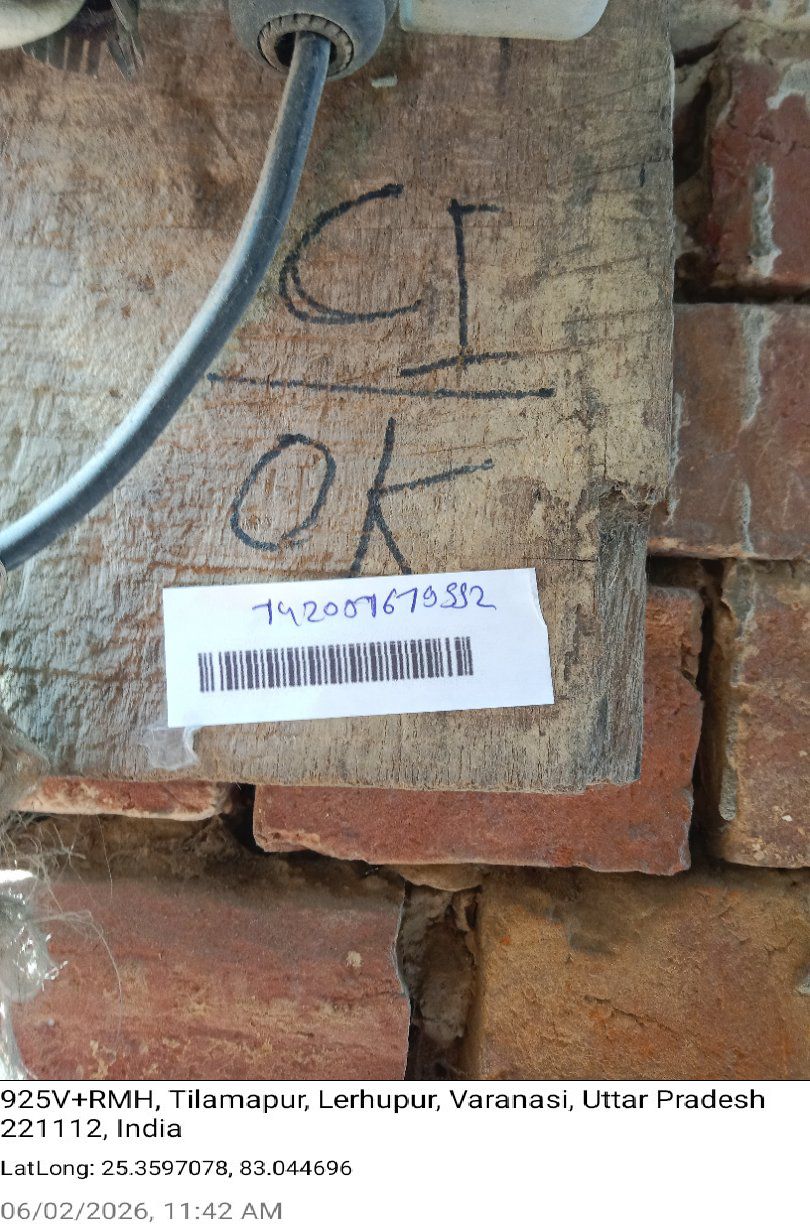 CI
OK
742007679552
925V+RMH, Tilamapur, Lerhupur, Varanasi, Uttar Pradesh
221112, India
LatLong: 25.3597078, 83.044696
06/02/2026, 11:42 AM